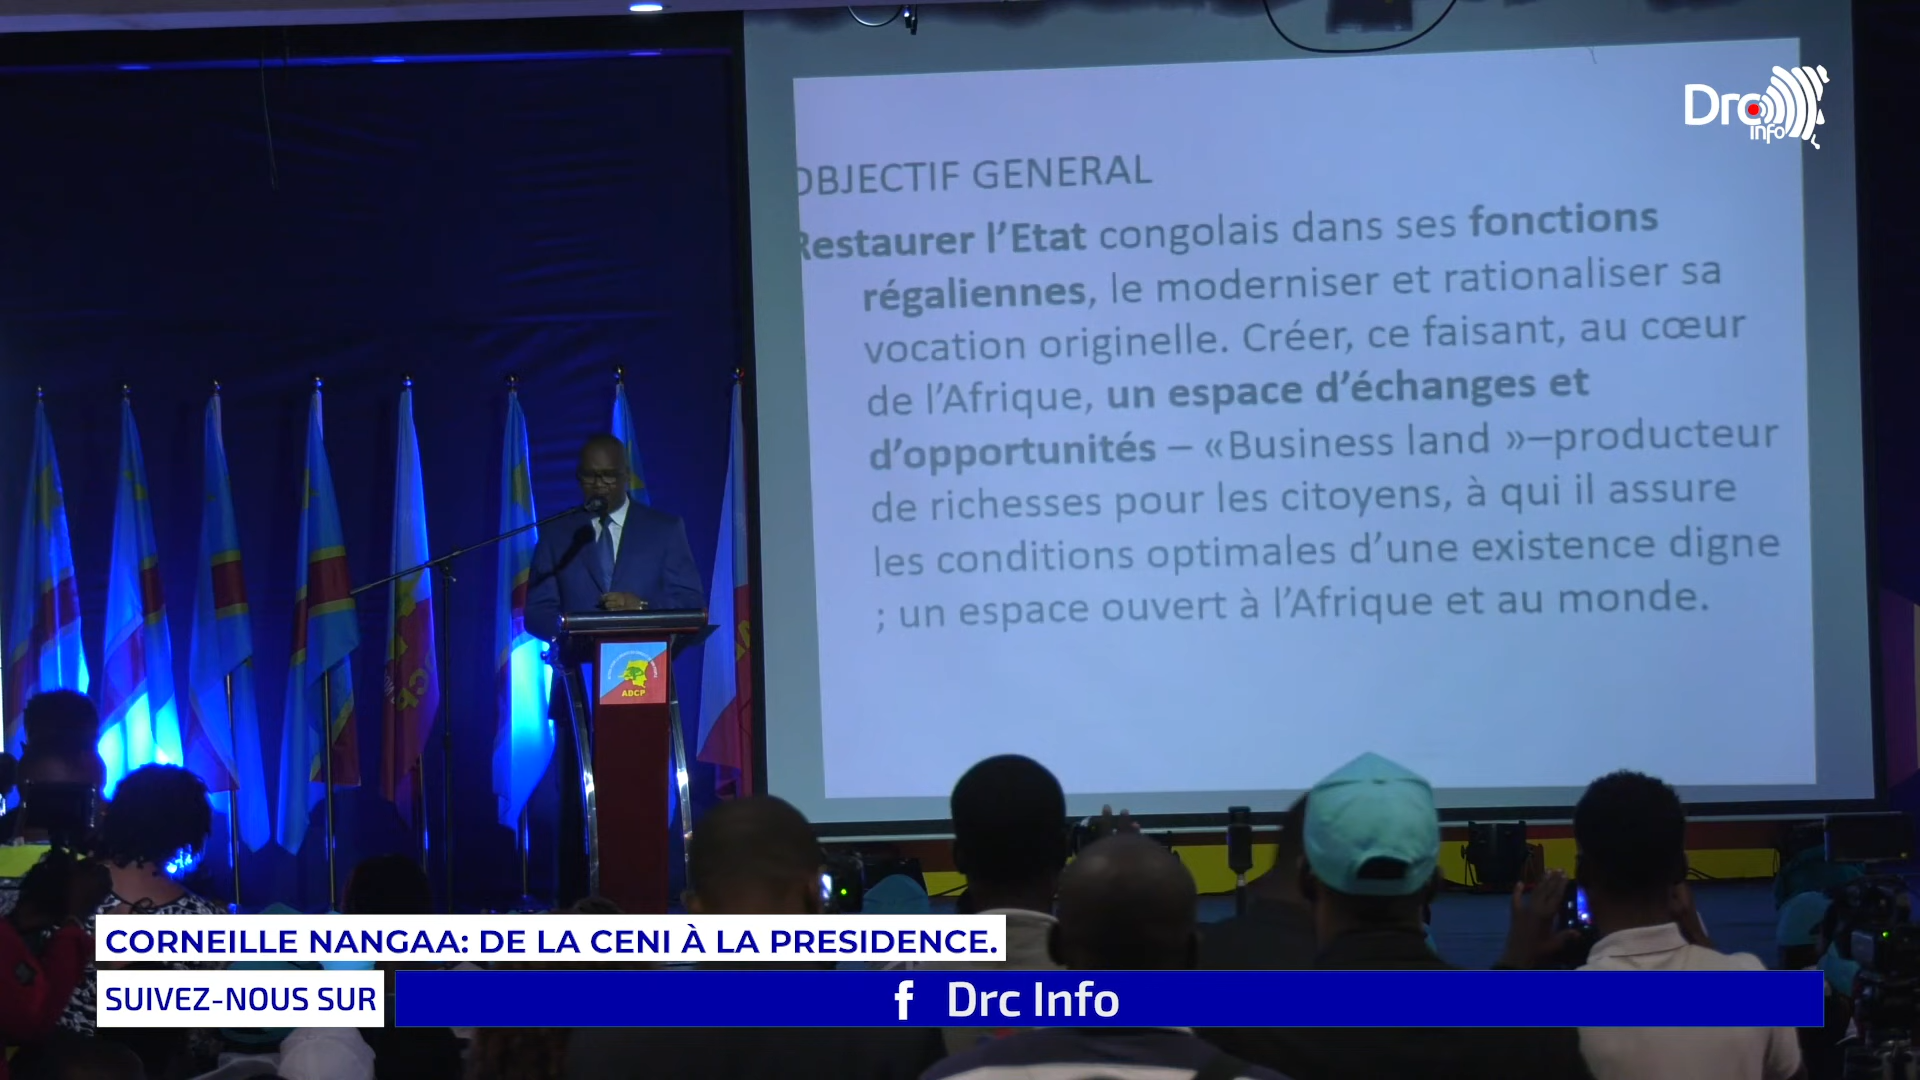 Drc
Info
OBJECTIF GENERAL
Restaurer l’Etat congolais dans ses fonctions
régaliennes, le moderniser et rationaliser sa
vocation originelle. Créer, ce faisant, au cœur
de l’Afrique, un espace d’échanges et
d’opportunités – «Business land »–producteur
de richesses pour les citoyens, à qui il assure
les conditions optimales d’une existence digne
; un espace ouvert à l’Afrique et au monde.
ADCP
CORNEILLE NANGAA: DE LA CENI À LA PRESIDENCE.
SUIVEZ-NOUS SUR
f Drc Info